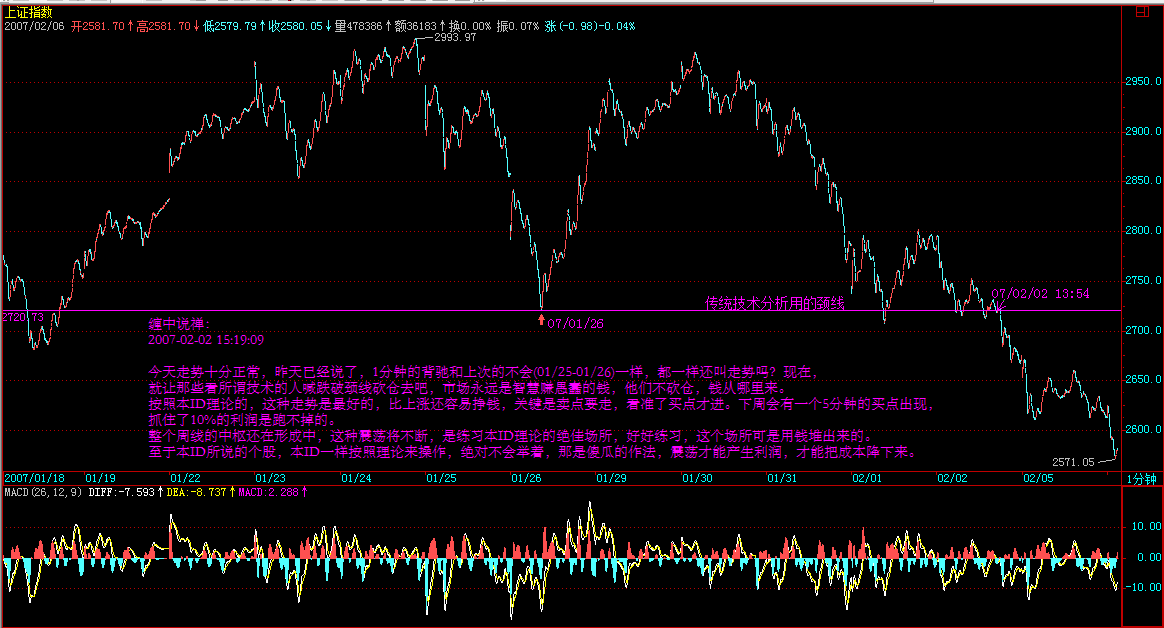 上证指数
2007/02/06 开2581.70↑高2581.70↓低2579.79↑收2580.05↓量478386↑额36183↑换0.00% 振0.07% 涨(-0.98)-0.04%
2993.97
2950.0
2900.0
2850.0
2800.0
2750.0
07/02/02 13:54
传统技术分析用的颈线
2720.73
07/01/26
缠中说禅:
2007-02-02 15:19:09
2700.0
今天走势十分正常，昨天已经说了，1分钟的背驰和上次的不会(01/25-01/26)一样，都一样还叫走势吗？现在，
就让那些看所谓技术的人喊跌破颈线砍仓去吧，市场永远是智慧赚愚蠢的钱，他们不砍仓，钱从哪里来。
2650.0
按照本ID理论的，这种走势是最好的，比上涨还容易挣钱，关键是卖点要走，看准了买点才进。下周会有一个5分钟的买点出现，
抓住了10%的利润是跑不掉的。
2600.0
整个周线的中枢还在形成中，这种震荡将不断，是练习本ID理论的绝佳场所，好好练习，这个场所可是用钱堆出来的。
至于本ID所说的个股，本ID一样按照理论来操作，绝对不会举着，那是傻瓜的作法，震荡才能产生利润，才能把成本降下来。
2571.05
2007/01/18 01/19 01/22 01/23 01/24 01/25 01/26 01/29 01/30 01/31 02/01 02/02 02/05 1分钟
MACD(26,12,9) DIFF:-7.593↑DEA:-8.737↑MACD:2.288↑
10.00
0.00
-10.00